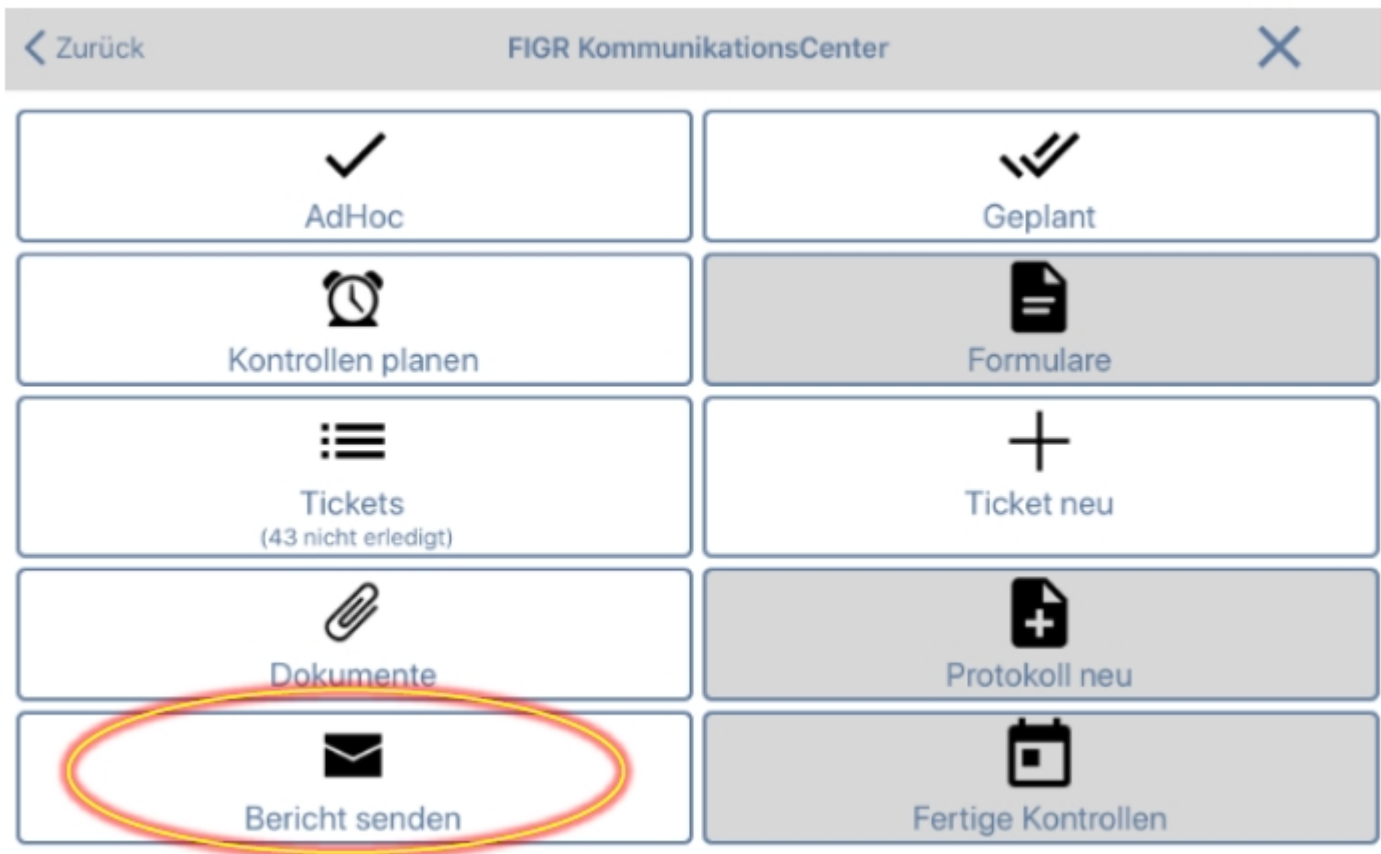 Zurück
FIGR KommunikationsCenter
AdHoc
Geplant
Kontrollen planen
Formulare
Tickets
(43 nicht erledigt)
Ticket neu
Dokumente
Protokoll neu
Bericht senden
Fertige Kontrollen